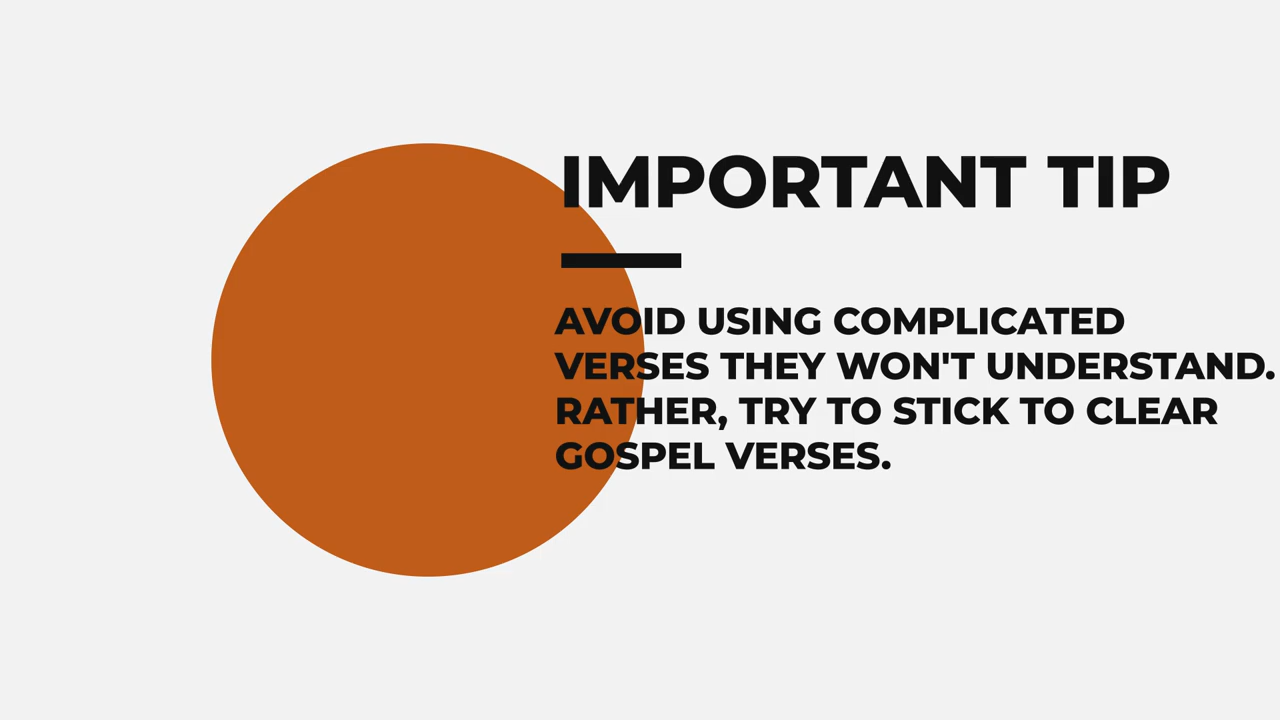 IMPORTANT TIP
AVOID USING COMPLICATED
VERSES THEY WON'T UNDERSTAND.
RATHER, TRY TO STICK TO CLEAR
GOSPEL VERSES.